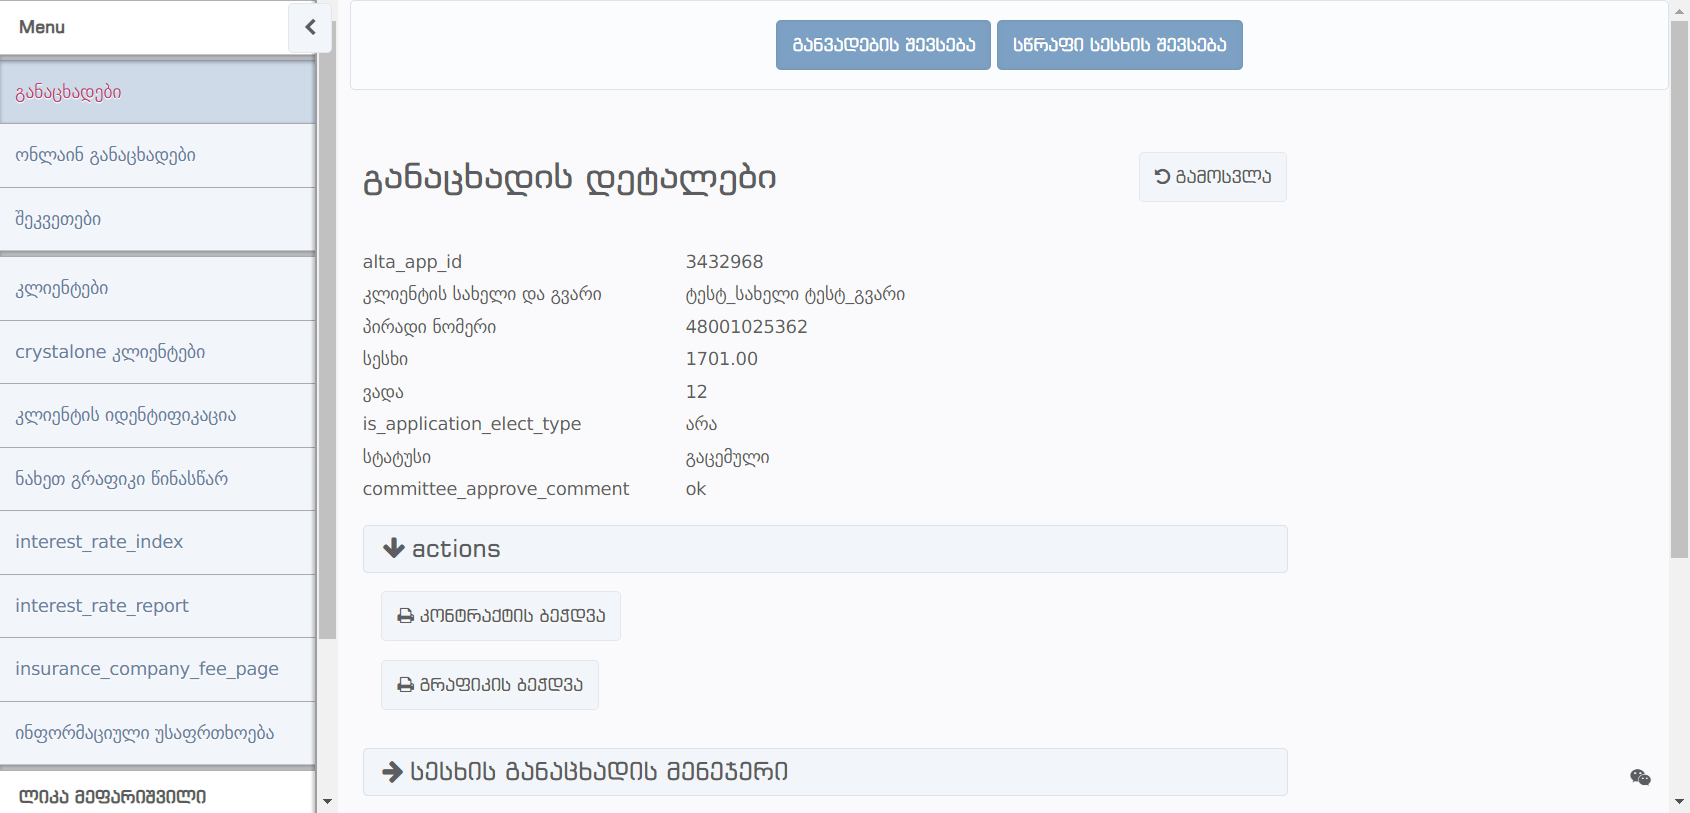 Menu
განაცხადები
ონლაინ განაცხადები
შეკვეთები
კლიენტები
crystalone კლიენტები
კლიენტის იდენტიფიკაცია
ნახეთ გრაფიკი წინასწარ
interest_rate_index
interest_rate_report
insurance_company_fee_page
ინფორმაციული უსაფრთხოება
ლიკა მეფარიშვილი
განვადების შევსება
სწრაფი სესხის შევსება
განაცხადის დეტალები
გამოსვლა
alta_app_id 3432968
კლიენტის სახელი და გვარი ტესტ_სახელი ტესტ_გვარი
პირადი ნომერი 48001025362
სესხი 1701.00
ვადა 12
is_application_elect_type არა
სტატუსი გაცემული
committee_approve_comment ok
actions
კონტრაქტის ბეჭდვა
გრაფიკის ბეჭდვა
სესხის განაცხადის მენეჯერი